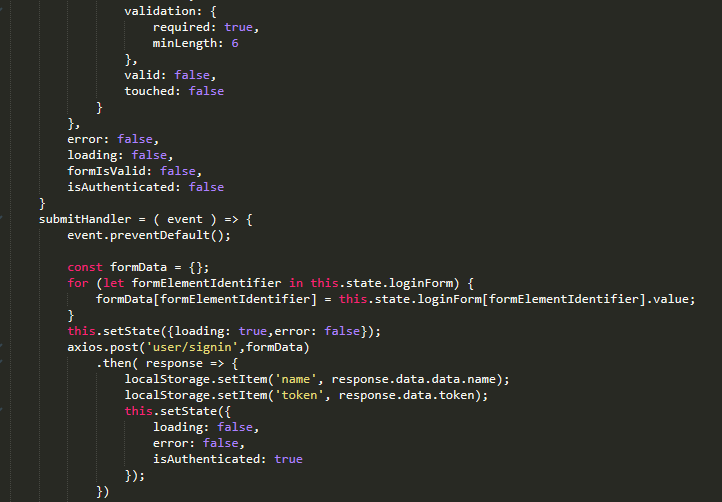 validation: {
required: true,
minLength: 6
},
valid: false,
touched: false
}
},
error: false,
loading: false,
formIsValid: false,
isAuthenticated: false
}
submitHandler = ( event ) => {
event.preventDefault();
const formData = {};
for (let formElementIdentifier in this.state.loginForm) {
formData[formElementIdentifier] = this.state.loginForm[formElementIdentifier].value;
}
this.setState({loading: true,error: false});
axios.post('user/signin',formData)
.then( response => {
localStorage.setItem('name', response.data.data.name);
localStorage.setItem('token', response.data.token);
this.setState({
loading: false,
error: false,
isAuthenticated: true
});
})